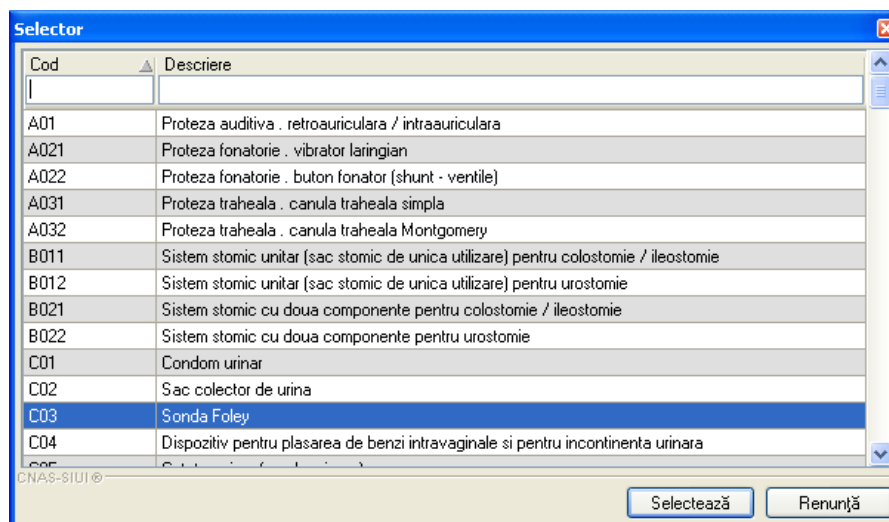 Selector
Cod Descriere
A01 Proteza auditiva . retroauriculara / intraauriculara
A021 Proteza fonatorie . vibrator laringian
A022 Proteza fonatorie . buton fonator (shunt - ventile)
A031 Proteza traheala . canula traheala simpla
A032 Proteza traheala . canula traheala Montgomery
B011 Sistem stomic unitar (sac stomic de unica utilizare) pentru colostomie / ileostomie
B012 Sistem stomic unitar (sac stomic de unica utilizare) pentru urostomie
B021 Sistem stomic cu doua componente pentru colostomie / ileostomie
B022 Sistem stomic cu doua componente pentru urostomie
C01 Condom urinar
C02 Sac colector de urina
C03 Sonda Foley
C04 Dispozitiv pentru plasarea de benzi intravaginale si pentru incontinenta urinara
CNAS-SIUI®
Selectează Renunţă